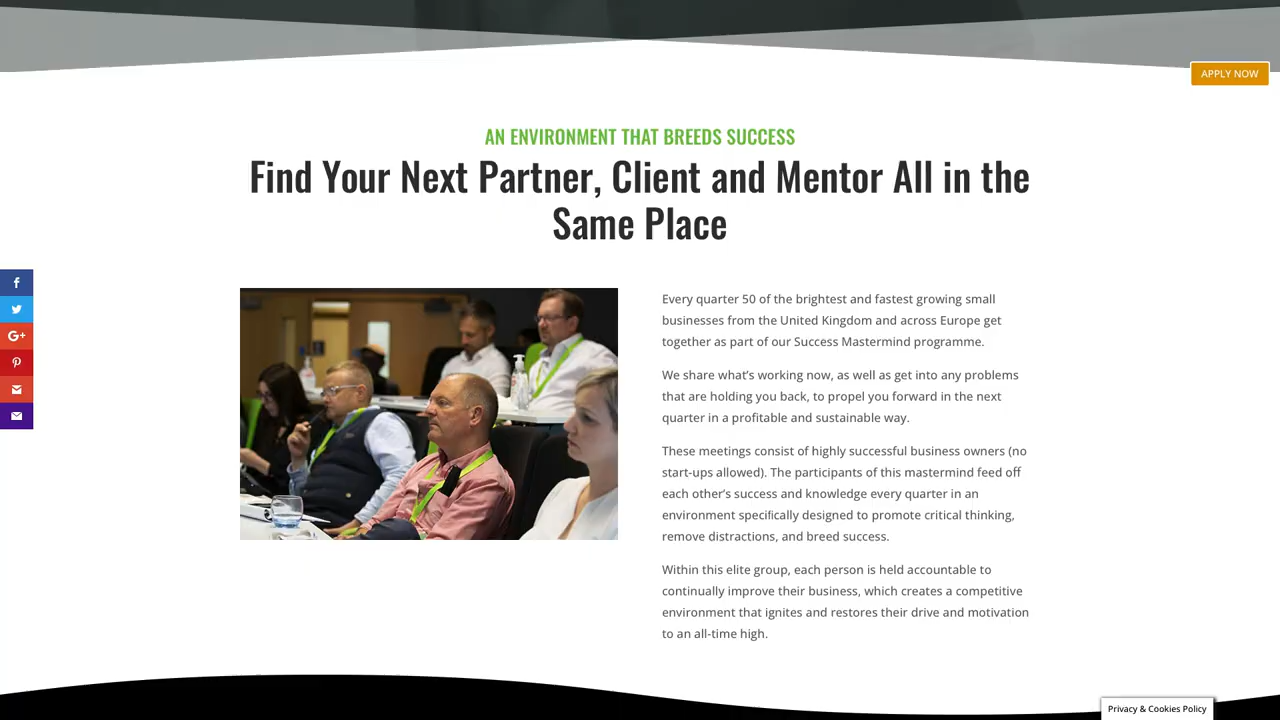 APPLY NOW
AN ENVIRONMENT THAT BREEDS SUCCESS
Find Your Next Partner, Client and Mentor All in the
Same Place
Every quarter 50 of the brightest and fastest growing small
businesses from the United Kingdom and across Europe get
together as part of our Success Mastermind programme.
We share what’s working now, as well as get into any problems
that are holding you back, to propel you forward in the next
quarter in a profitable and sustainable way.
These meetings consist of highly successful business owners (no
start-ups allowed). The participants of this mastermind feed off
each other’s success and knowledge every quarter in an
environment specifically designed to promote critical thinking,
remove distractions, and breed success.
Within this elite group, each person is held accountable to
continually improve their business, which creates a competitive
environment that ignites and restores their drive and motivation
to an all-time high.
Privacy & Cookies Policy